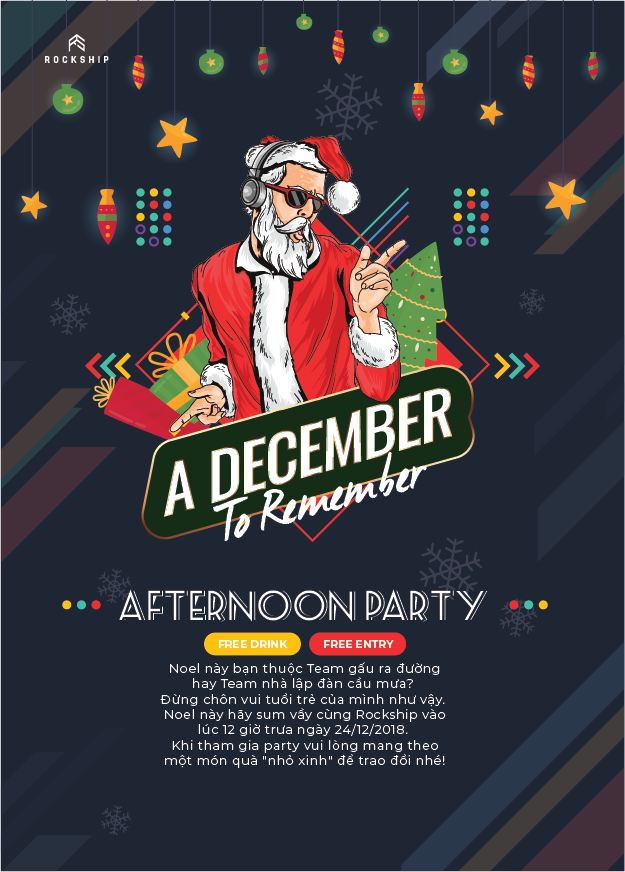 ROCKSHIP
A DECEMBER
To Remember
AFTERNOON PARTY
FREE DRINK FREE ENTRY
Noel này bạn thuộc Team gấu ra đường
hay Team nhà lập đàn cầu mưa?
Đừng chôn vui tuổi trẻ của mình như vậy.
Noel này hãy sum vầy cùng Rockship vào
lúc 12 giờ trưa ngày 24/12/2018.
Khi tham gia party vui lòng mang theo
một món quà "nhỏ xinh" để trao đổi nhé!